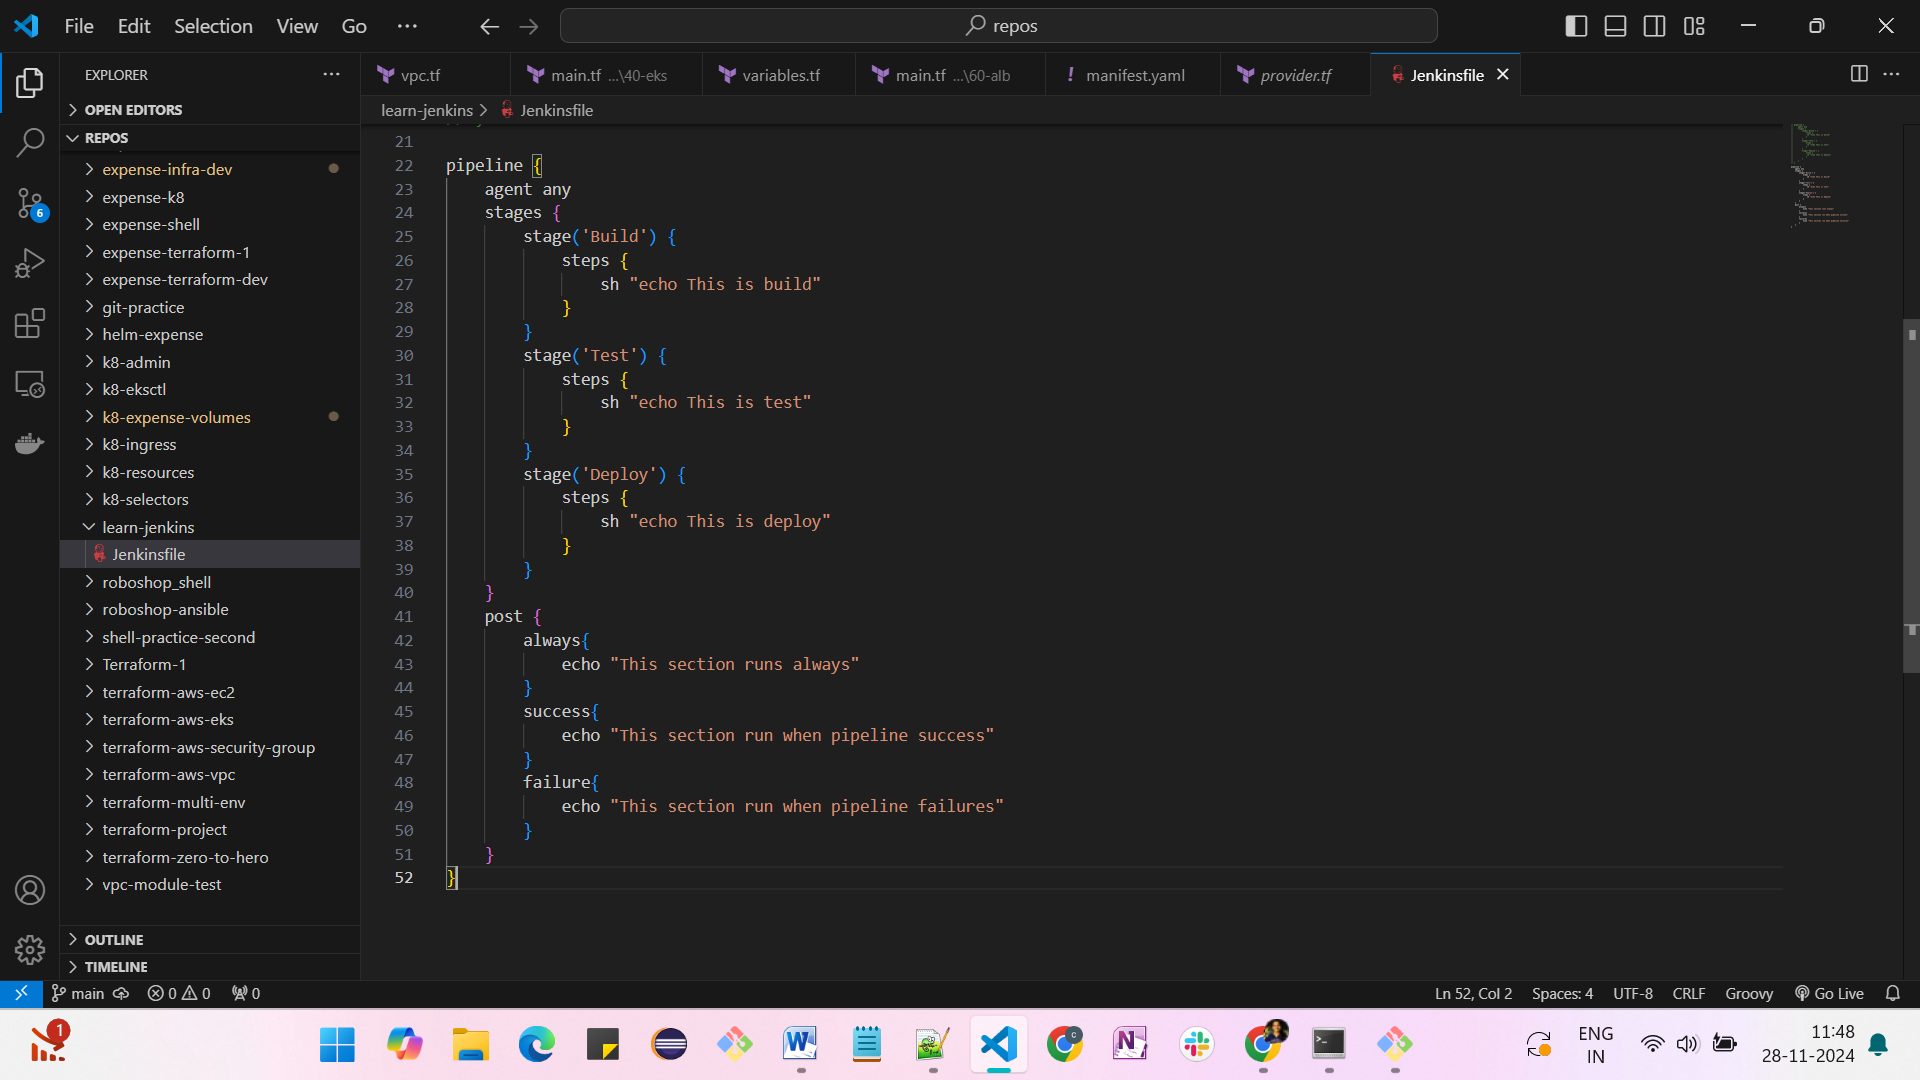 File Edit Selection View Go ···
repos
EXPLORER
OPEN EDITORS
REPOS
expense-infra-dev
expense-k8
expense-shell
expense-terraform-1
expense-terraform-dev
git-practice
helm-expense
k8-admin
k8-eksctl
k8-expense-volumes
k8-ingress
k8-resources
k8-selectors
learn-jenkins
Jenkinsfile
roboshop_shell
roboshop-ansible
shell-practice-second
Terraform-1
terraform-aws-ec2
terraform-aws-eks
terraform-aws-security-group
terraform-aws-vpc
terraform-multi-env
terraform-project
terraform-zero-to-hero
vpc-module-test
OUTLINE
TIMELINE
6
vpc.tf main.tf ...\40-eks variables.tf main.tf ...\60-alb ! manifest.yaml provider.tf Jenkinsfile
learn-jenkins > Jenkinsfile
21
22 pipeline {
23     agent any
24     stages {
25         stage('Build') {
26             steps {
27                 sh "echo This is build"
28             }
29         }
30         stage('Test') {
31             steps {
32                 sh "echo This is test"
33             }
34         }
35         stage('Deploy') {
36             steps {
37                 sh "echo This is deploy"
38             }
39         }
40     }
41     post {
42         always{
43             echo "This section runs always"
44         }
45         success{
46             echo "This section run when pipeline success"
47         }
48         failure{
49             echo "This section run when pipeline failures"
50         }
51     }
52 }
main 0 0 0
Ln 52, Col 2 Spaces: 4 UTF-8 CRLF Groovy Go Live
1
ENG
IN
11:48
28-11-2024